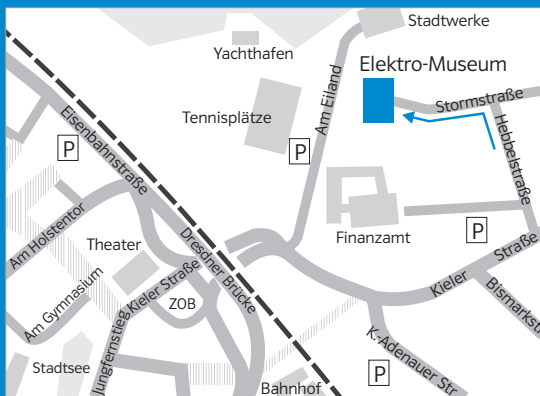 Stadtwerke
Yachthafen
Elektro-Museum
Am Eiland
Stormstraße
Tennisplätze
Hebbelstraße
Eisenbahnstraße
P
P
Am Holstentor
Finanzamt
P
Dresdner Brücke
Theater
Kieler Straße
Kieler Straße
Am Gymnasium
ZOB
Bismarkst
Jungfernstieg
K.-Adenauer Str.
Stadtsee
P
Bahnhof